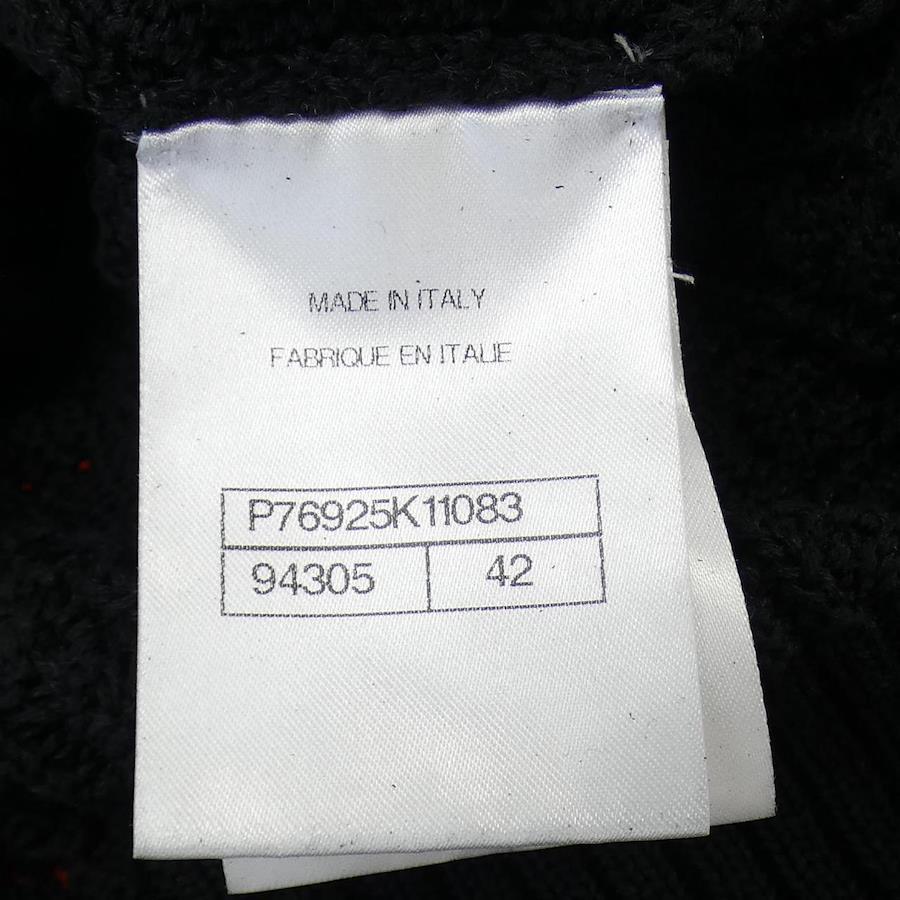 MADE IN ITALY
FABRIQUE EN ITALIE
P76925K11083
94305 42